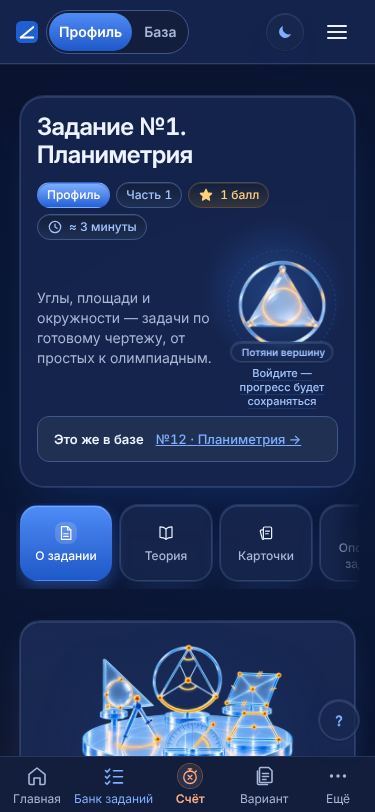 Профиль База
Задание №1.
Планиметрия
Профиль Часть 1 1 балл
≈ 3 минуты
Углы, площади и
окружности — задачи по
готовому чертежу, от
простых к олимпиадным.
Потяни вершину
Войдите —
прогресс будет
сохраняться
Это же в базе №12 · Планиметрия →
О задании Теория Карточки
?
Главная Банк заданий Счёт Вариант Ещё